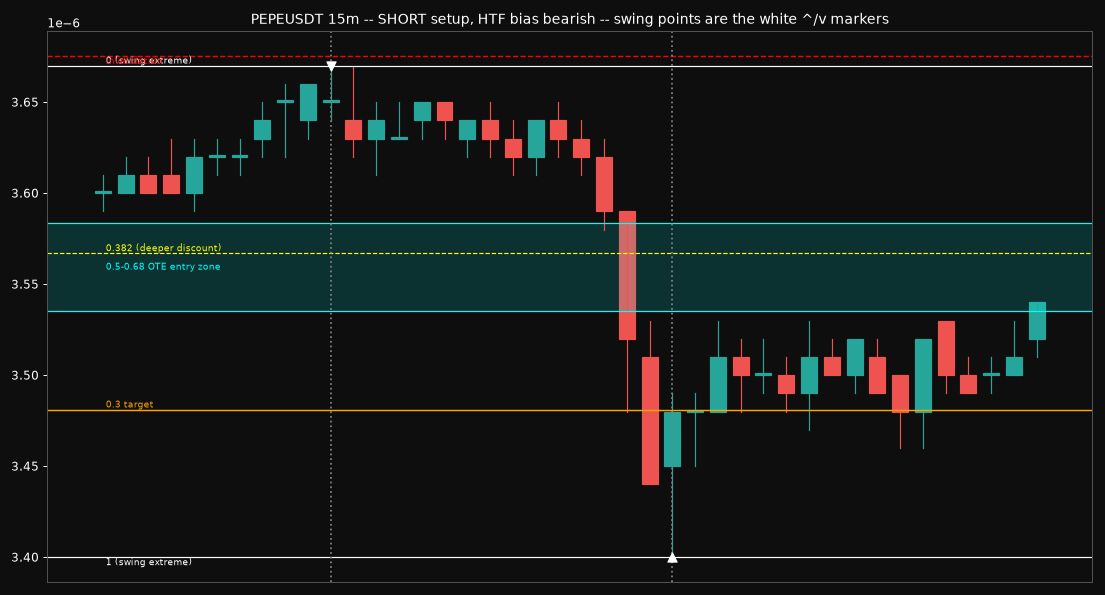 PEPEUSDT 15m -- SHORT setup, HTF bias bearish -- swing points are the white ^/v markers
1e−6
0 (swing extreme)
3.65
3.60
0.382 (deeper discount)
0.5-0.68 OTE entry zone
3.55
3.50
0.3 target
3.45
3.40
1 (swing extreme)